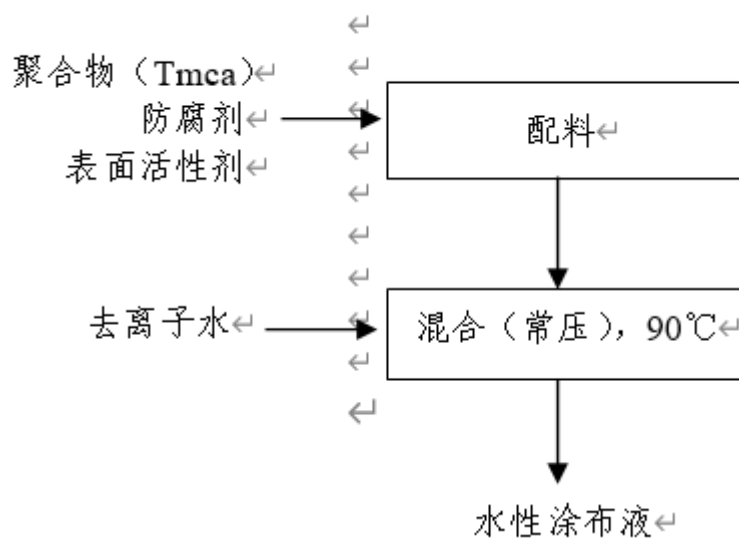 聚合物（Tmca）
防腐剂
表面活性剂
配料
去离子水
混合（常压），90℃
水性涂布液